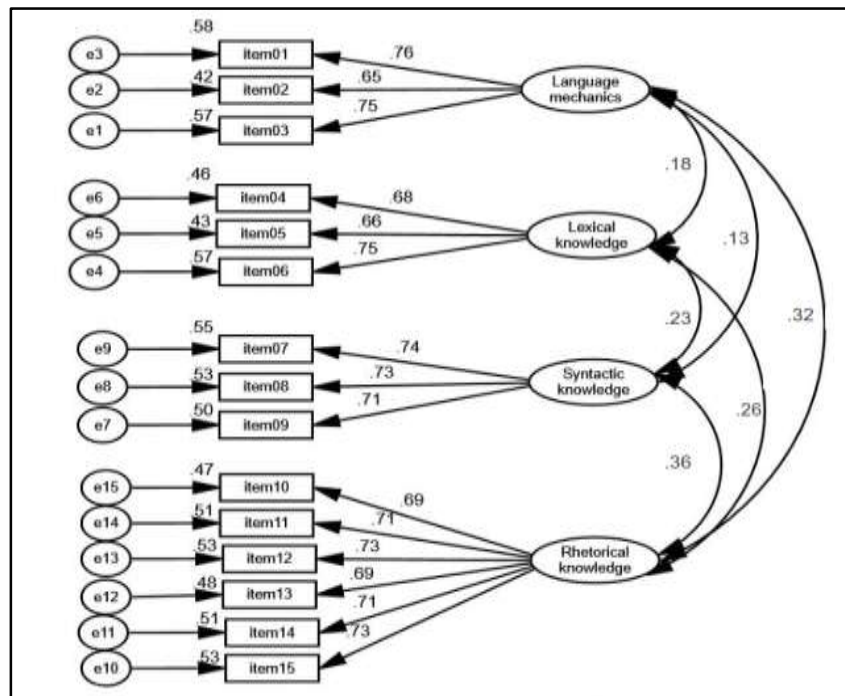 .58
e3 item01 .76
.42
e2 item02 .65
Language mechanics
.57
e1 item03 .75
.18
.46
e6 item04 .68
.43
e5 item05 .66
Lexical knowledge
.13
.57
e4 item06 .75
.23
.32
.55
e9 item07 .74
.53
e8 item08 .73
Syntactic knowledge
.50
e7 item09 .71
.26
.36
.47
e15 item10 .69
.51
e14 item11 .71
.53
e13 item12 .73
Rhetorical knowledge
.48
e12 item13 .69
.51
e11 item14 .71
.53
e10 item15 .73